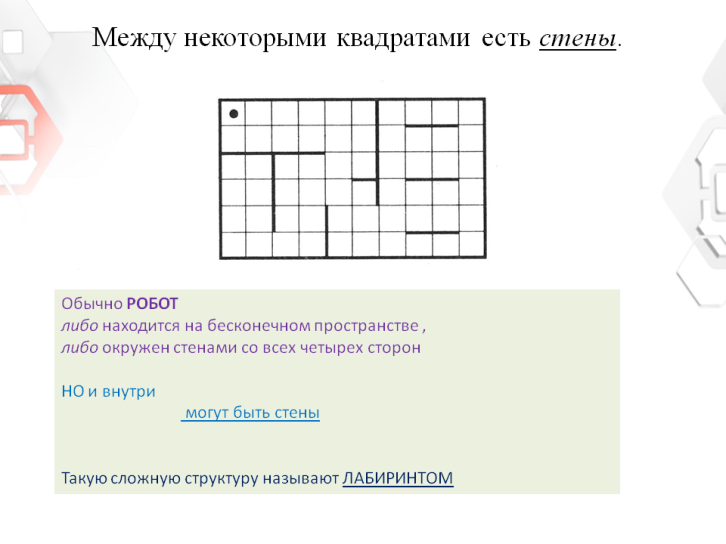 Между некоторыми квадратами есть стены.
Обычно РОБОТ
либо находится на бесконечном пространстве ,
либо окружен стенами со всех четырех сторон
НО и внутри
могут быть стены
Такую сложную структуру называют ЛАБИРИНТОМ